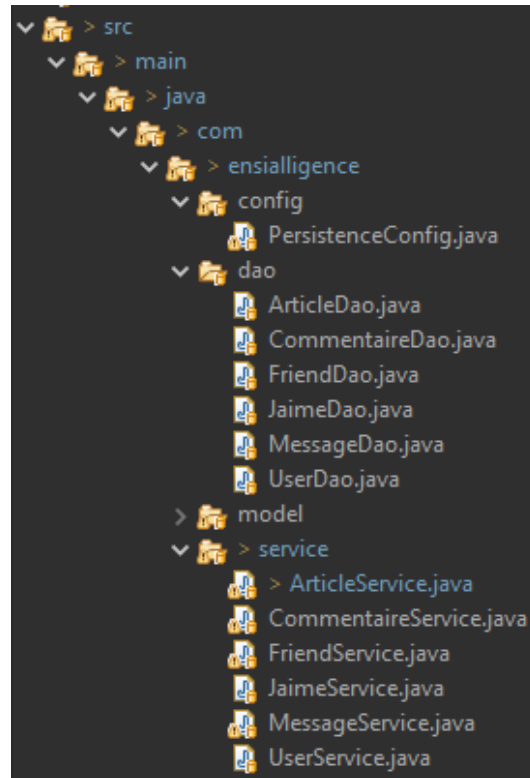 > src
> main
> java
> com
> ensialligence
config
PersistenceConfig.java
dao
ArticleDao.java
CommentaireDao.java
FriendDao.java
JaimeDao.java
MessageDao.java
UserDao.java
model
> service
> ArticleService.java
CommentaireService.java
FriendService.java
JaimeService.java
MessageService.java
UserService.java